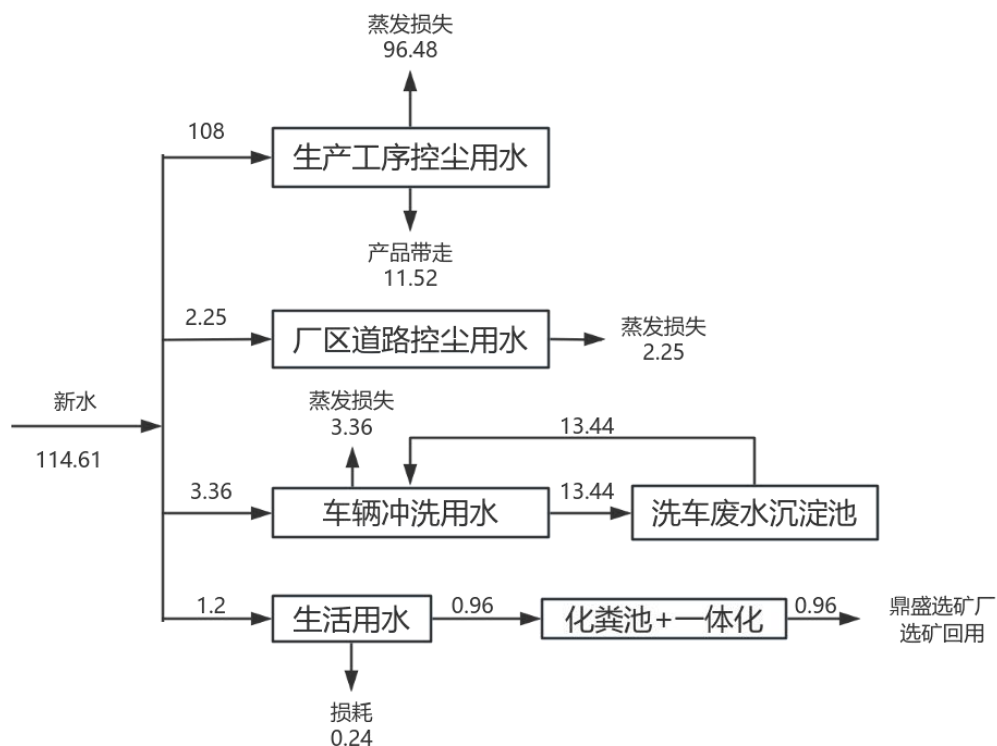 蒸发损失
96.48
108
生产工序控尘用水
产品带走
11.52
2.25
厂区道路控尘用水
蒸发损失
2.25
新水
114.61
蒸发损失
3.36
13.44
3.36
车辆冲洗用水
13.44
洗车废水沉淀池
1.2
生活用水
0.96
化粪池+一体化
0.96
鼎盛选矿厂
选矿回用
损耗
0.24